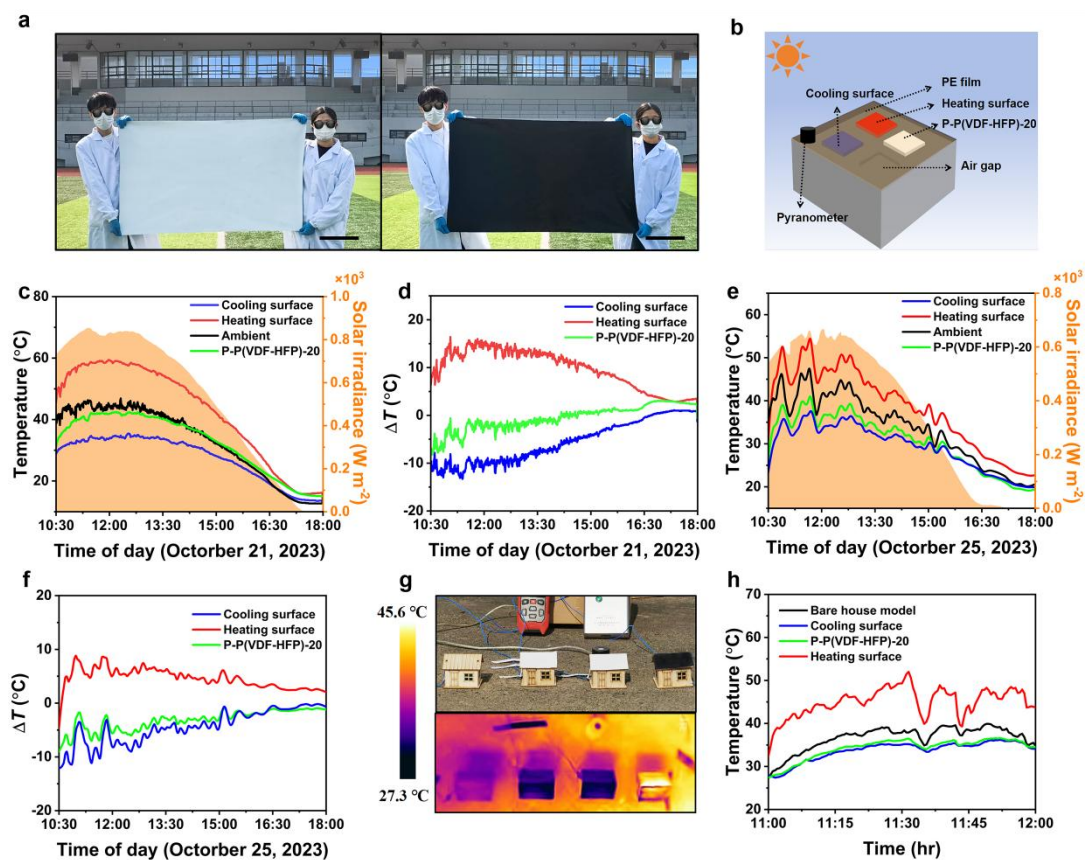 a
b
PE film
Cooling surface
Heating surface
P-P(VDF-HFP)-20
Air gap
Pyranometer
c
80
60
40
20
Temperature (°C)
Cooling surface
Heating surface
Ambient
P-P(VDF-HFP)-20
×10³
1.0
0.8
0.6
0.4
0.2
0.0
Solar irradiance (W m⁻²)
10:30 12:00 13:30 15:00 16:30 18:00
Time of day (Octorber 21, 2023)
d
20
10
0
-10
-20
ΔT (°C)
Cooling surface
Heating surface
P-P(VDF-HFP)-20
10:30 12:00 13:30 15:00 16:30 18:00
Time of day (Octorber 21, 2023)
e
60
50
40
30
20
Temperature (°C)
Cooling surface
Heating surface
Ambient
P-P(VDF-HFP)-20
×10³
0.8
0.6
0.4
0.2
0.0
Solar irradiance (W m⁻²)
10:30 12:00 13:30 15:00 16:30 18:00
Time of day (Octorber 25, 2023)
f
20
10
0
-10
-20
ΔT (°C)
Cooling surface
Heating surface
P-P(VDF-HFP)-20
10:30 12:00 13:30 15:00 16:30 18:00
Time of day (Octorber 25, 2023)
g
45.6 °C
27.3 °C
h
70
60
50
40
30
20
Temperature (°C)
Bare house model
Cooling surface
P-P(VDF-HFP)-20
Heating surface
11:00 11:15 11:30 11:45 12:00
Time (hr)